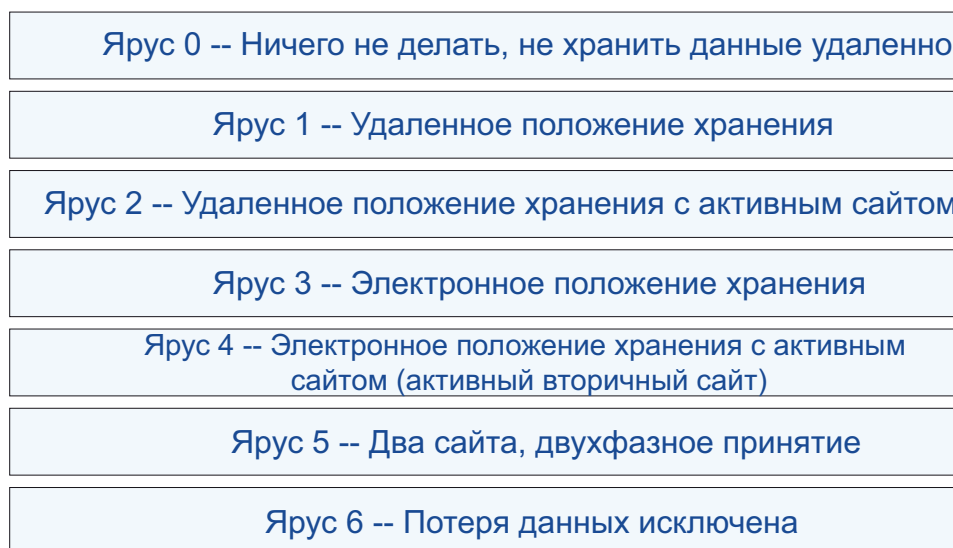 Ярус 0 -- Ничего не делать, не хранить данные удаленно
Ярус 1 -- Удаленное положение хранения
Ярус 2 -- Удаленное положение хранения с активным сайтом
Ярус 3 -- Электронное положение хранения
Ярус 4 -- Электронное положение хранения с активным
сайтом (активный вторичный сайт)
Ярус 5 -- Два сайта, двухфазное принятие
Ярус 6 -- Потеря данных исключена